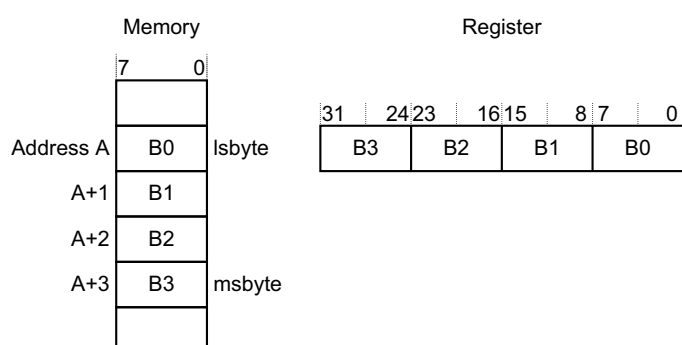 Memory
Register
7 0
31 24 23 16 15 8 7 0
Address A B0 lsbyte
B3 B2 B1 B0
A+1 B1
A+2 B2
A+3 B3 msbyte